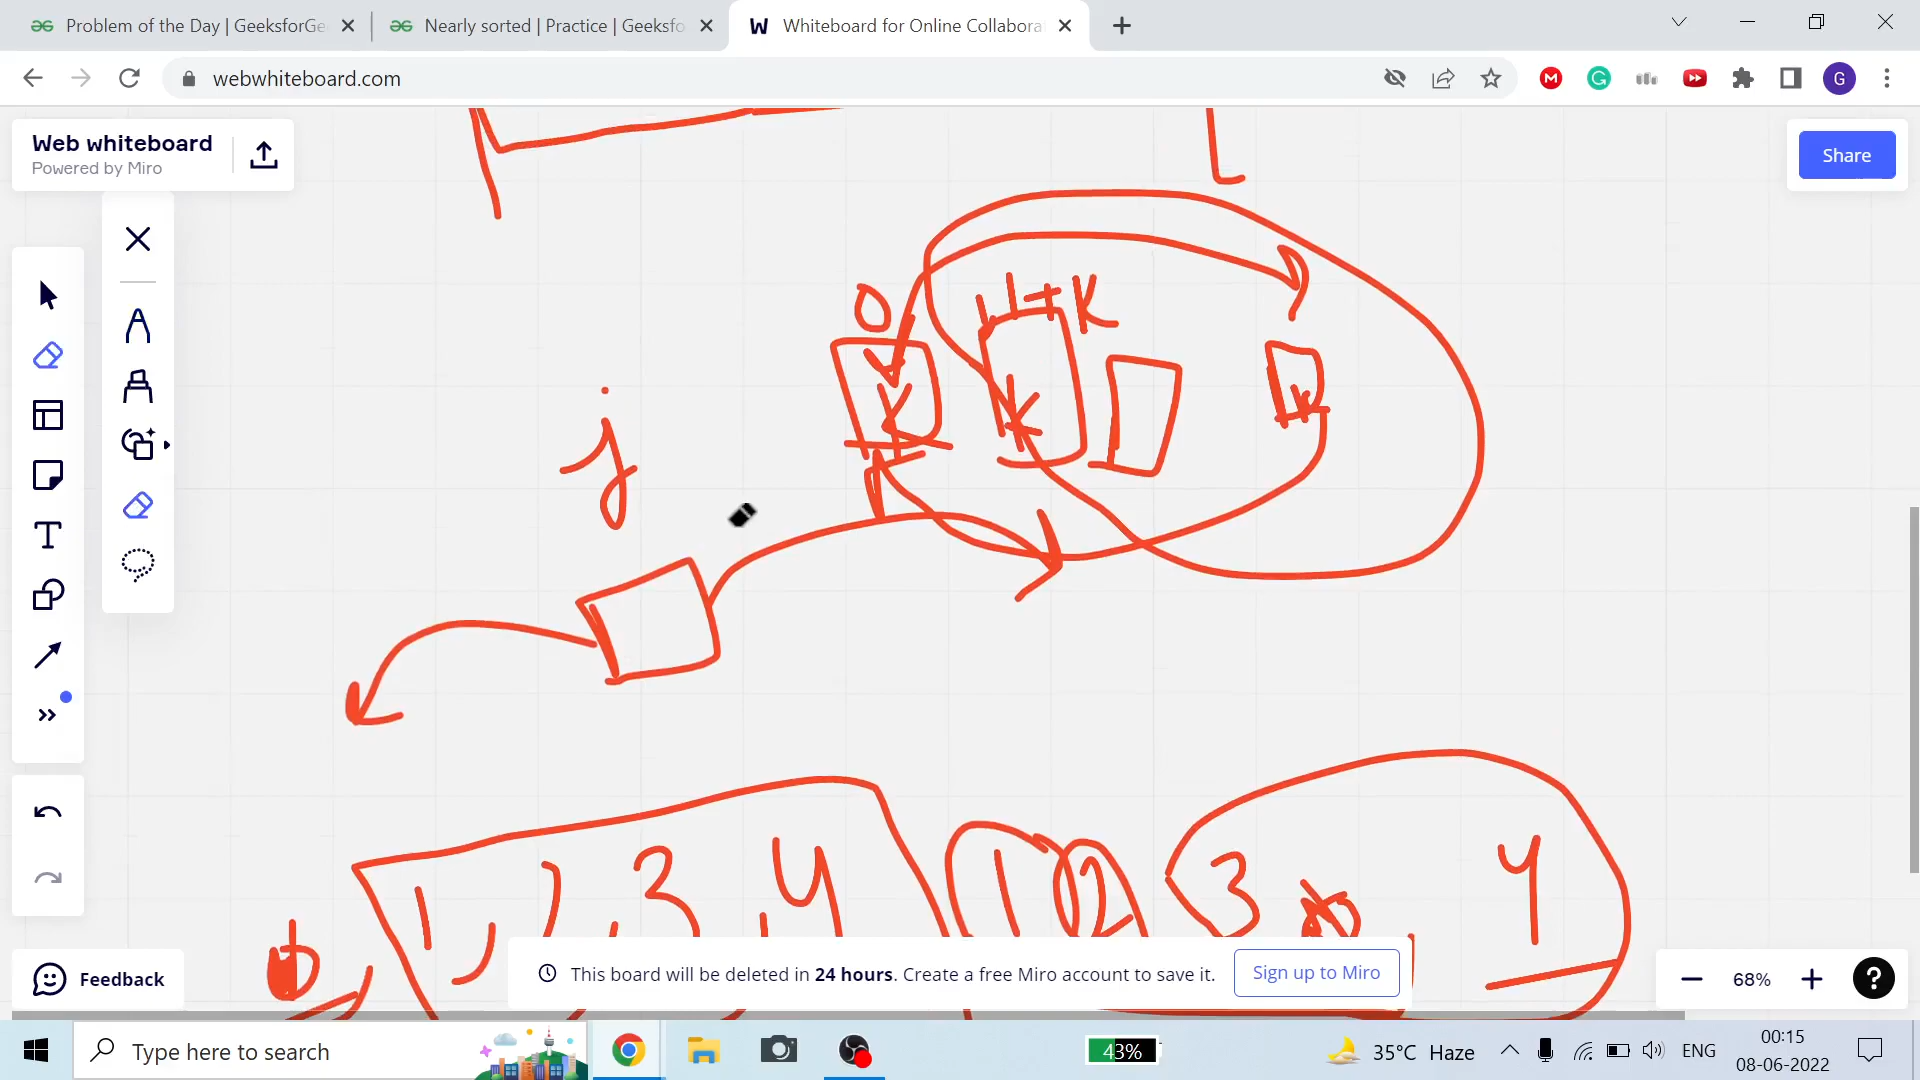 Problem of the Day | GeeksforGe
Nearly sorted | Practice | Geeksfo
Whiteboard for Online Collabora
webwhiteboard.com
G
Web whiteboard
Powered by Miro
Share
0
1+K
K
K
K
j
1, 2, 3, 4
1 2 3
4
This board will be deleted in 24 hours. Create a free Miro account to save it.
Sign up to Miro
Feedback
68%
Type here to search
43%
35°C Haze
ENG
00:15
08-06-2022